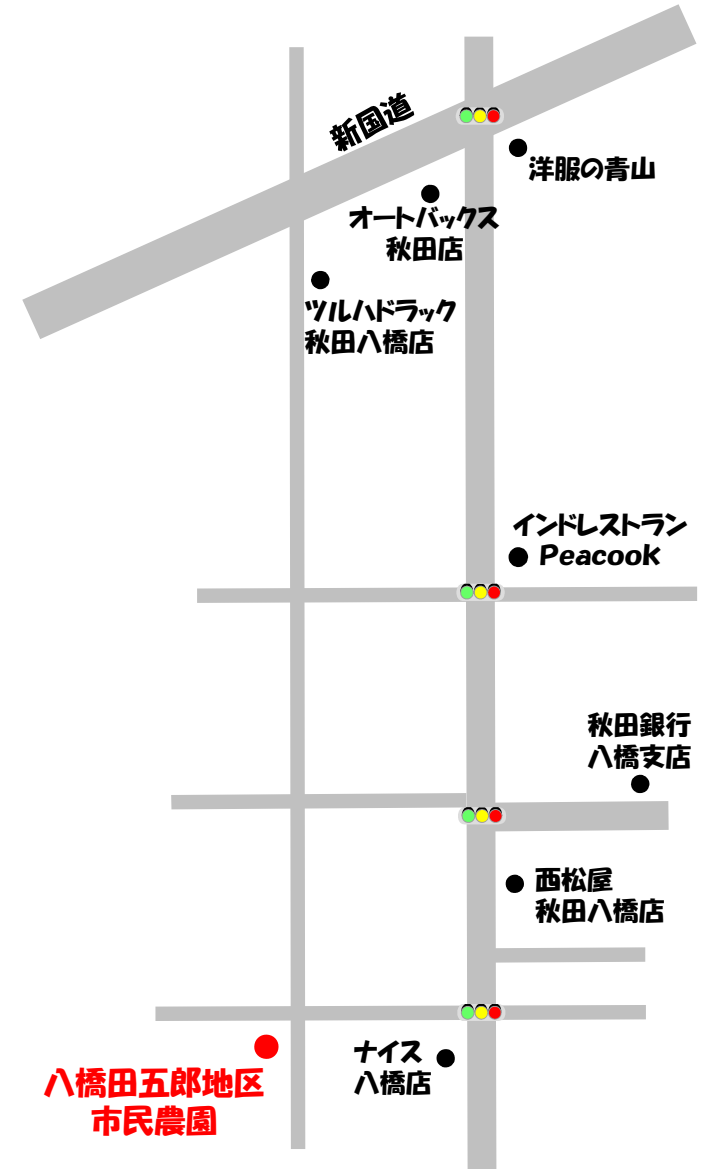 新国道
洋服の青山
オートバックス
秋田店
ツルハドラック
秋田八橋店
インドレストラン
Peacook
秋田銀行
八橋支店
西松屋
秋田八橋店
ナイス
八橋店
八橋田五郎地区
市民農園